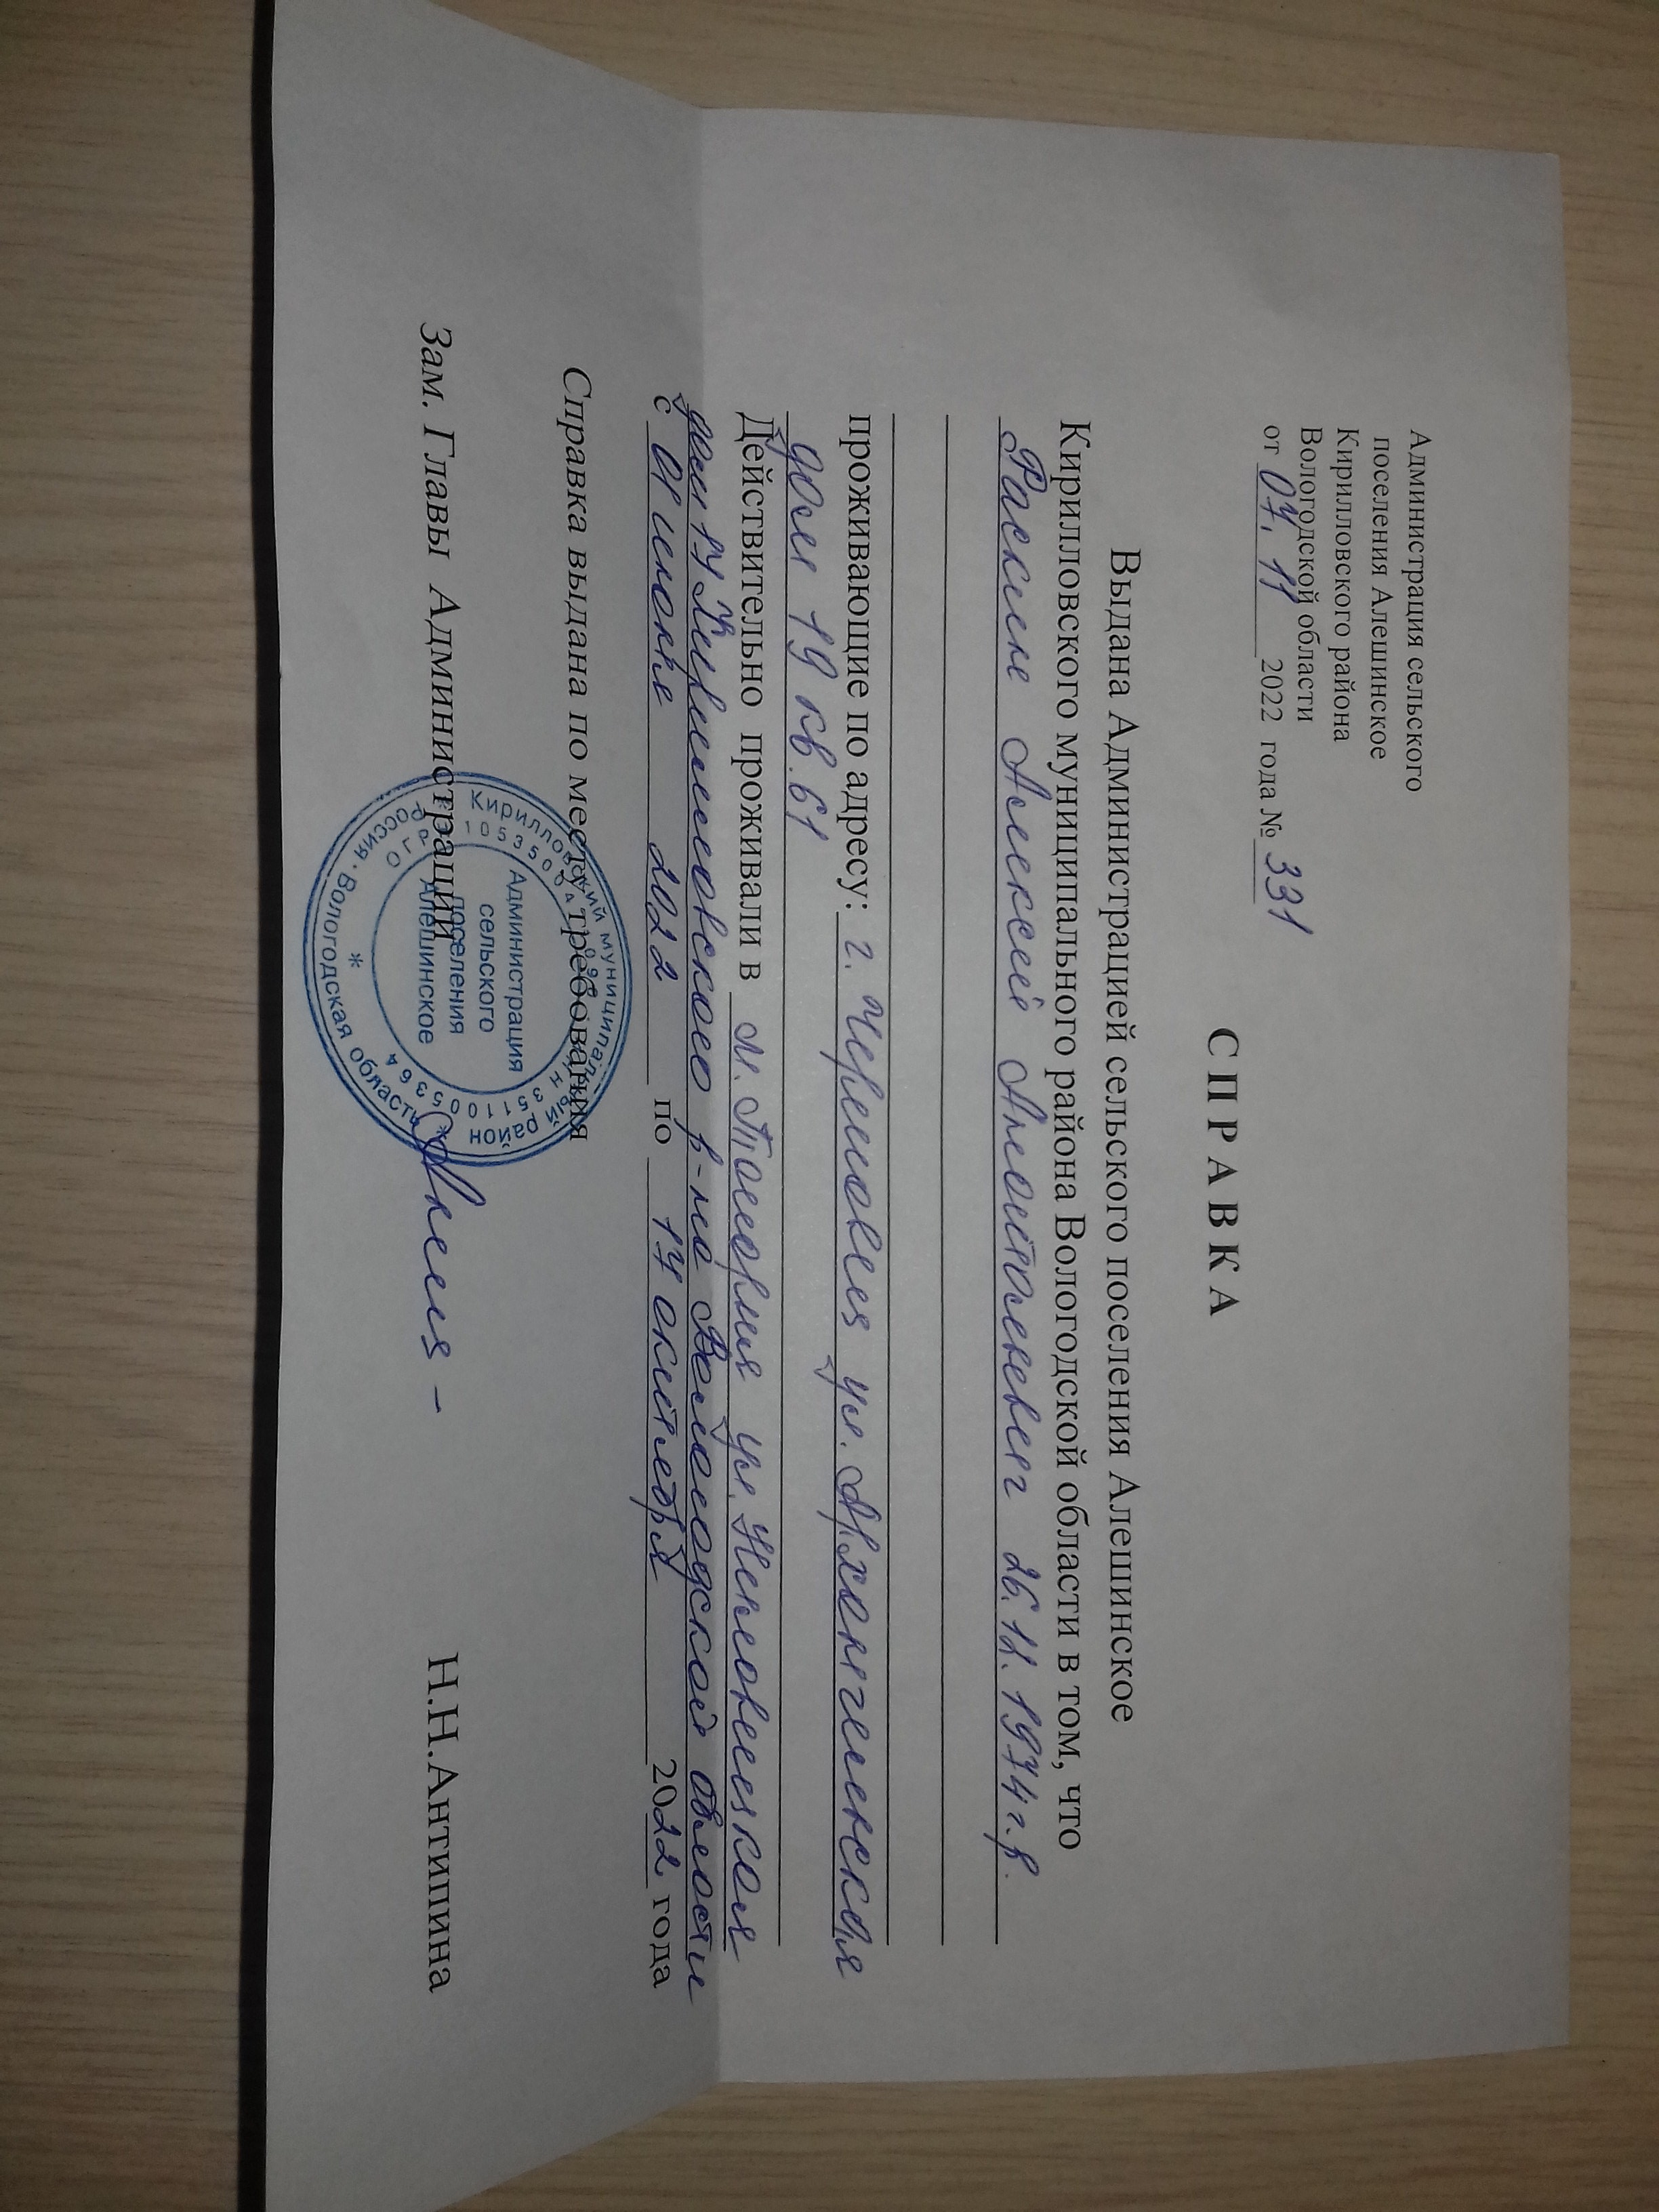 Администрация сельского
поселения Алешинское
Кирилловского района
Вологодской области
от 07.11 2022 года № 331
СПРАВКА
Выдана Администрацией сельского поселения Алешинское
Кирилловского муниципального района Вологодской области в том, что
Алексей Анатольевич 26.12.1974 г.р.
проживающие по адресу: г. Череповец ул. Архангельская
дом 19 кв. 61
Действительно проживали в ул.
дом 17 р-на Вологодской области
с 01 июня 2022 по 17 октября 2022 года
Справка выдана по месту требования
Зам. Главы Администрации Н.Н.Антипина
Кирилловский муниципальный район * Вологодская область * Россия
Администрация
сельского
поселения
Алешинское